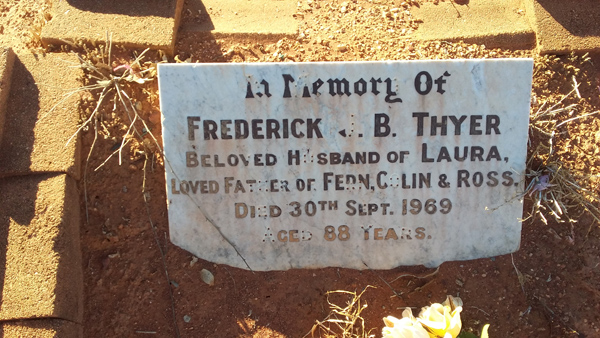 In Memory Of
FREDERICK J. B. THYER
BELOVED HUSBAND OF LAURA,
LOVED FATHER OF FERN, COLIN & ROSS.
DIED 30TH SEPT. 1969
AGED 88 YEARS.